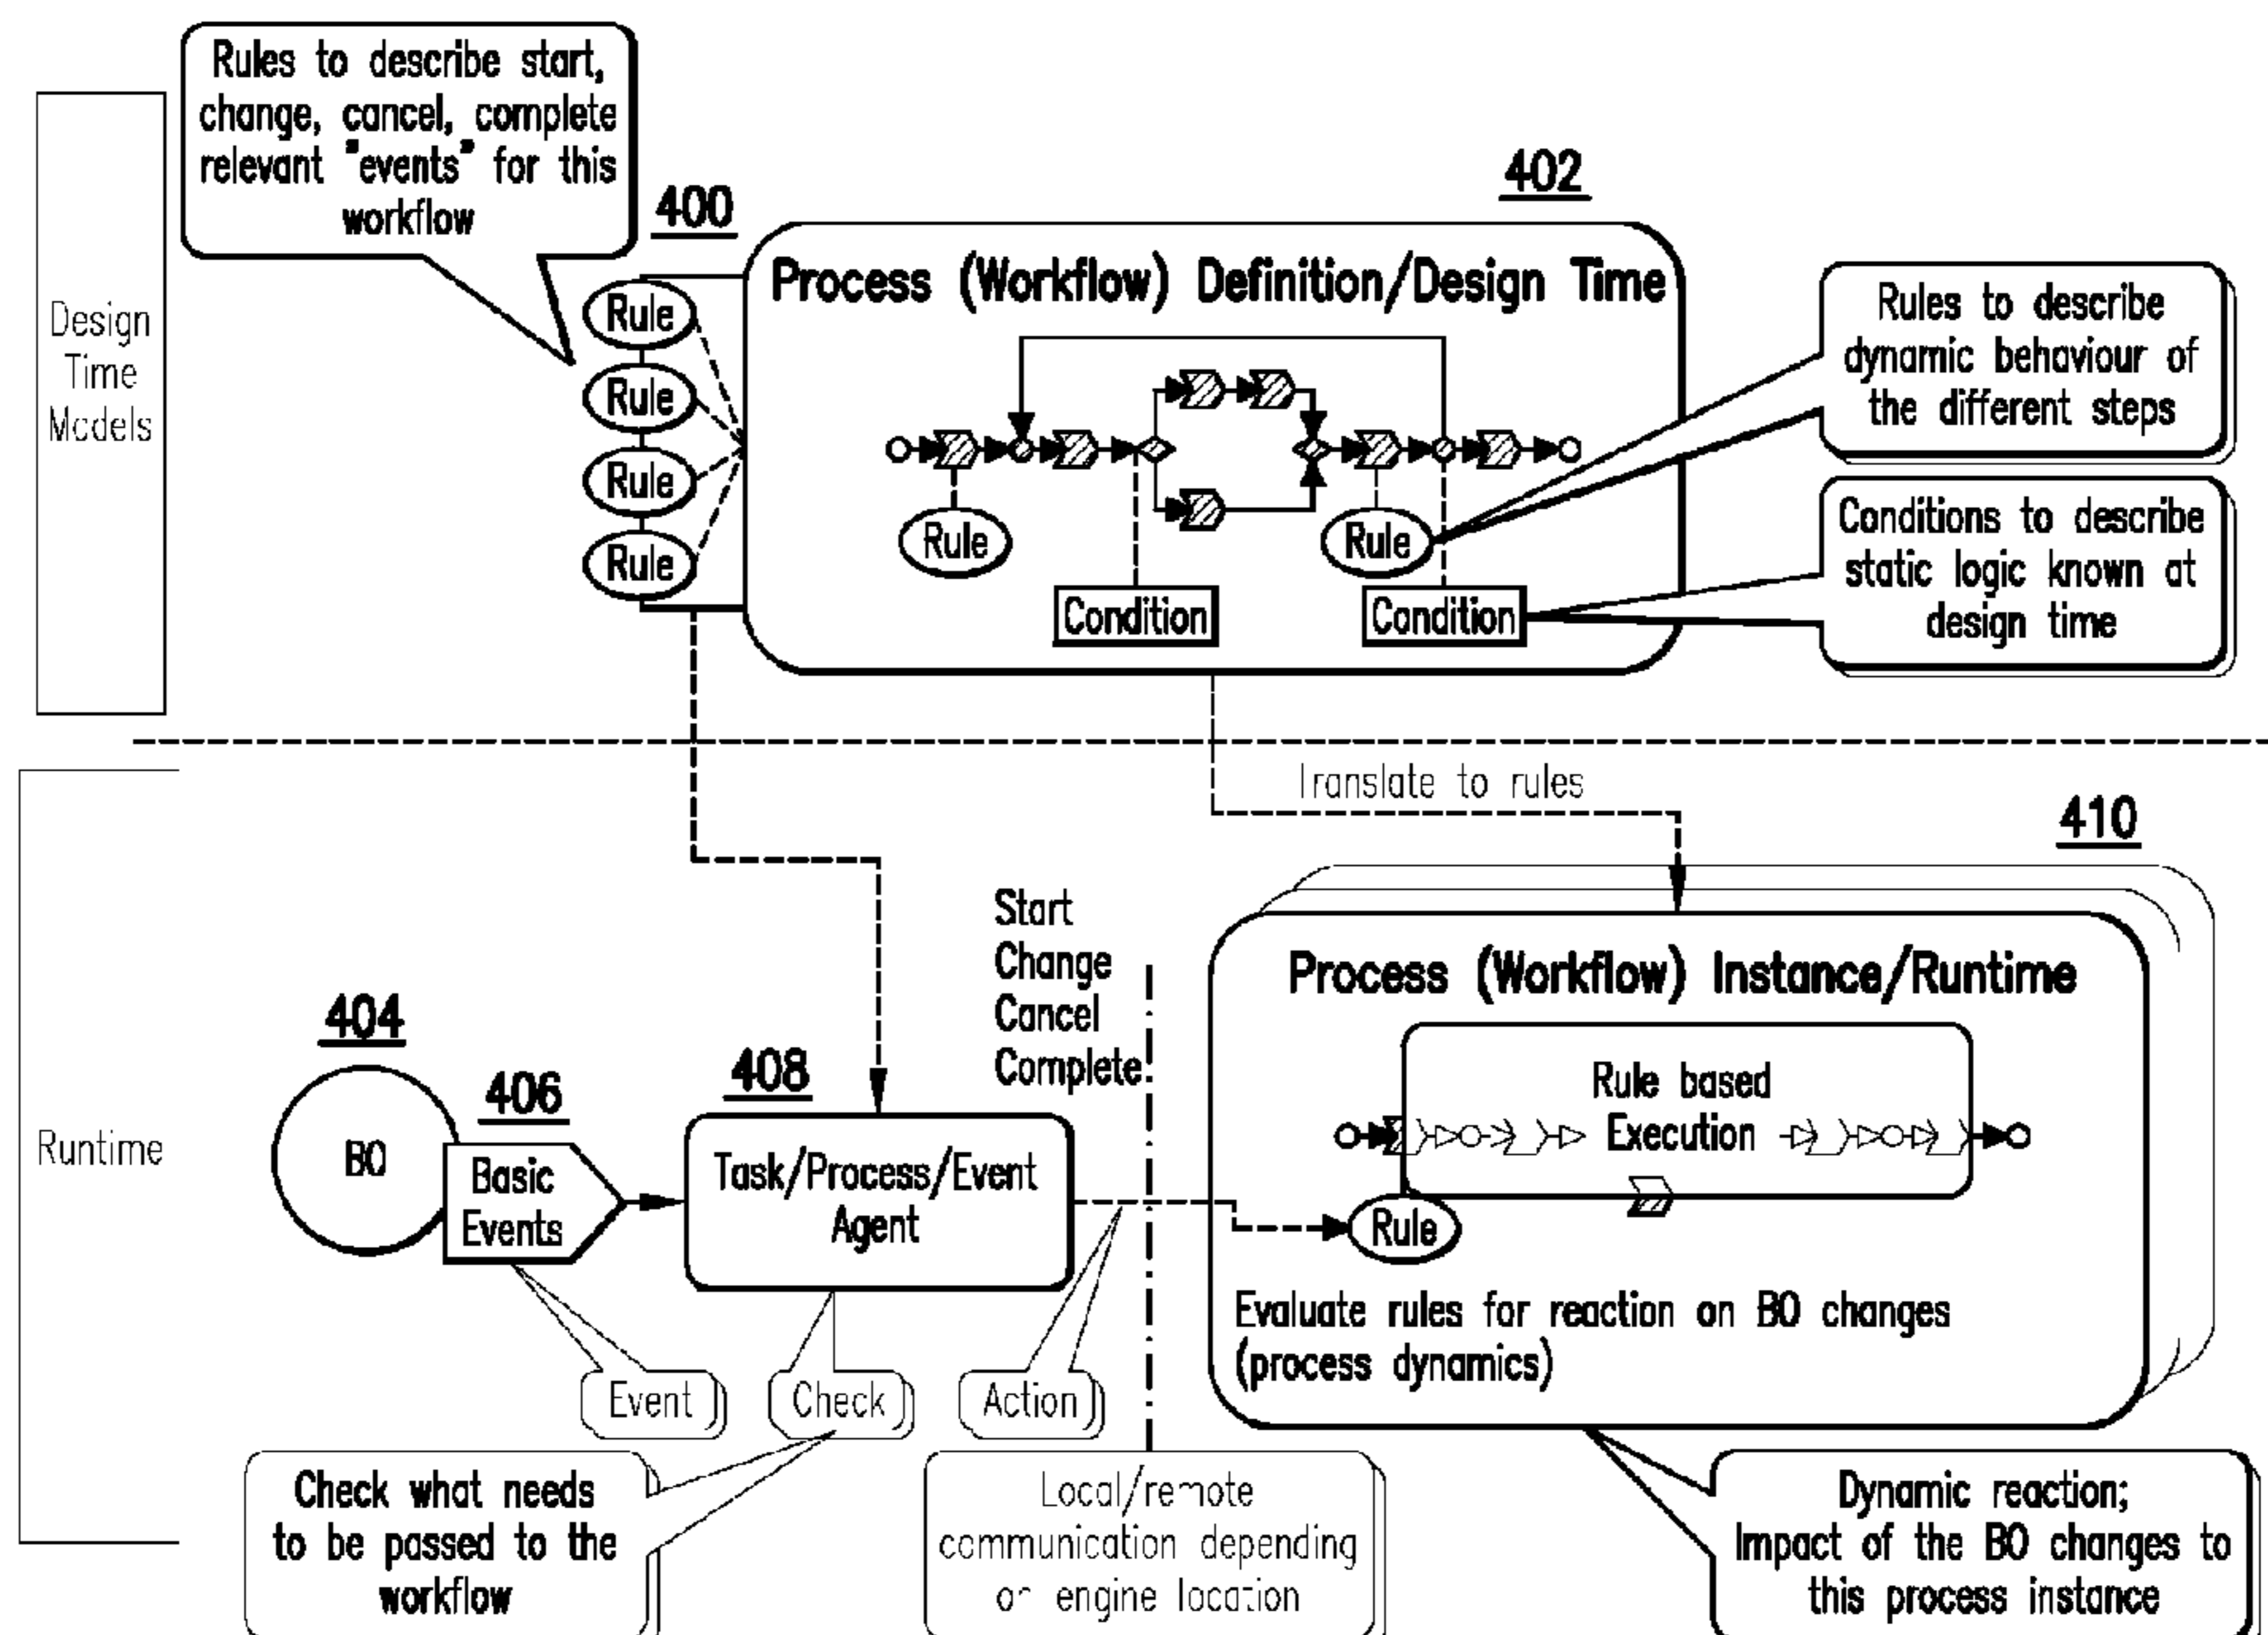 Rules to describe start,
change, cancel, complete
relevant "events" for this
workflow
Design
Time
Models
400
402
Rule
Rule
Rule
Rule
Process (Workflow) Definition/Design Time
Rule
Rule
Condition
Condition
Rules to describe
dynamic behaviour of
the different steps
Conditions to describe
static logic known at
design time
Translate to rules
Runtime
404
BO
406
Basic
Events
408
Task/Process/Event
Agent
Start
Change
Cancel
Complete
410
Process (Workflow) Instance/Runtime
Rule based
Execution
Rule
Evaluate rules for reaction on BO changes
(process dynamics)
Event
Check
Action
Check what needs
to be passed to the
workflow
Local/remote
communication depending
on engine location
Dynamic reaction;
Impact of the BO changes to
this process instance